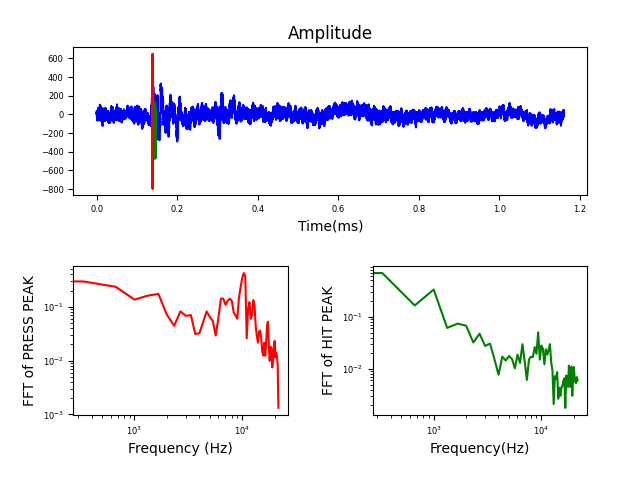 Amplitude
600
400
200
0
−200
−400
−600
−800
0.0 0.2 0.4 0.6 0.8 1.0 1.2
Time(ms)
FFT of PRESS PEAK
10⁻¹
10⁻²
10⁻³
10³ 10⁴
Frequency (Hz)
FFT of HIT PEAK
10⁻¹
10⁻²
10³ 10⁴
Frequency(Hz)